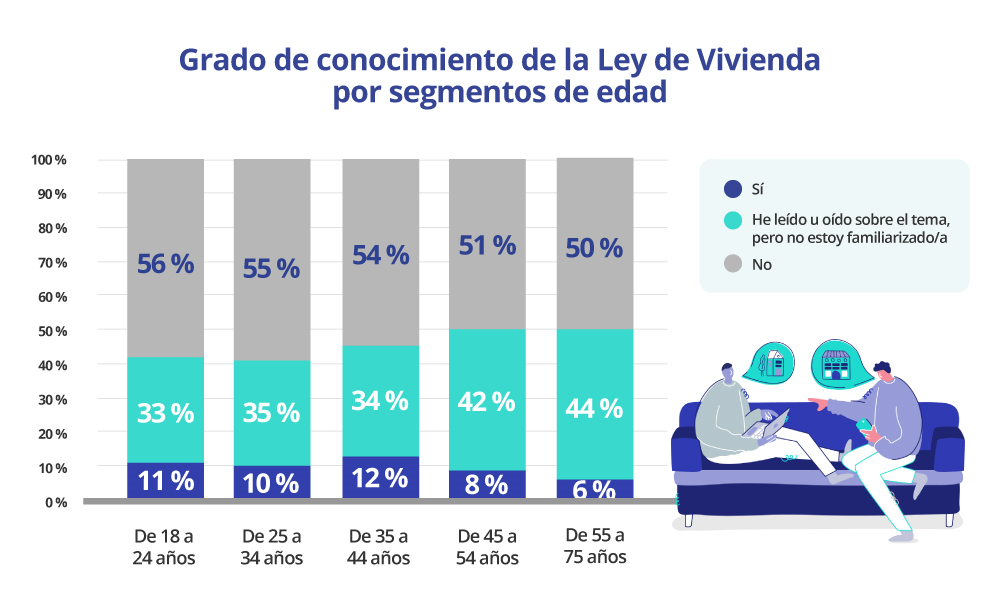 Grado de conocimiento de la Ley de Vivienda
por segmentos de edad
100 %
90 %
80 %
70 %
60 %
50 %
40 %
30 %
20 %
10 %
0 %
56 %
55 %
54 %
51 %
50 %
33 %
35 %
34 %
42 %
44 %
11 %
10 %
12 %
8 %
6 %
De 18 a
24 años
De 25 a
34 años
De 35 a
44 años
De 45 a
54 años
De 55 a
75 años
Sí
He leído u oído sobre el tema,
pero no estoy familiarizado/a
No